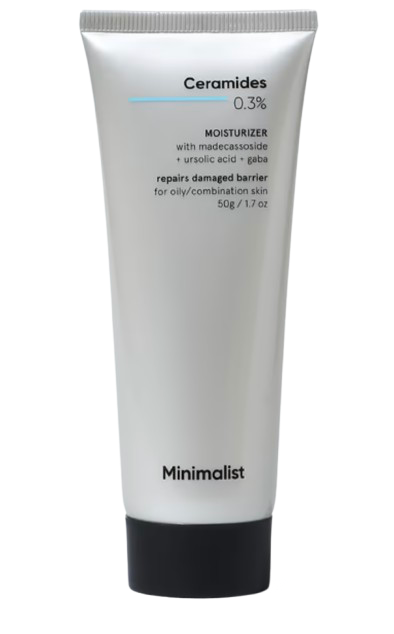 Ceramides
0.3%
MOISTURIZER
with madecassoside
+ ursolic acid + gaba
repairs damaged barrier
for oily/combination skin
50g / 1.7 oz
Minimalist